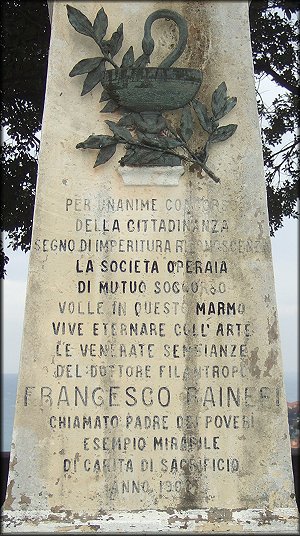 PER UNANIME CONCORSO
DELLA CITTADINANZA
SEGNO DI IMPERITURA RICONOSCENZA
LA SOCIETA OPERAIA
DI MUTUO SOCCORSO
VOLLE IN QUESTO MARMO
VIVE ETERNARE COLL'ARTE
LE VENERATE SEMBIANZE
DEL DOTTORE FILANTROPO
FRANCESCO RAINERI
CHIAMATO PADRE DEI POVERI
ESEMPIO MIRABILE
DI CARITÀ DI SACRIFICIO
ANNO